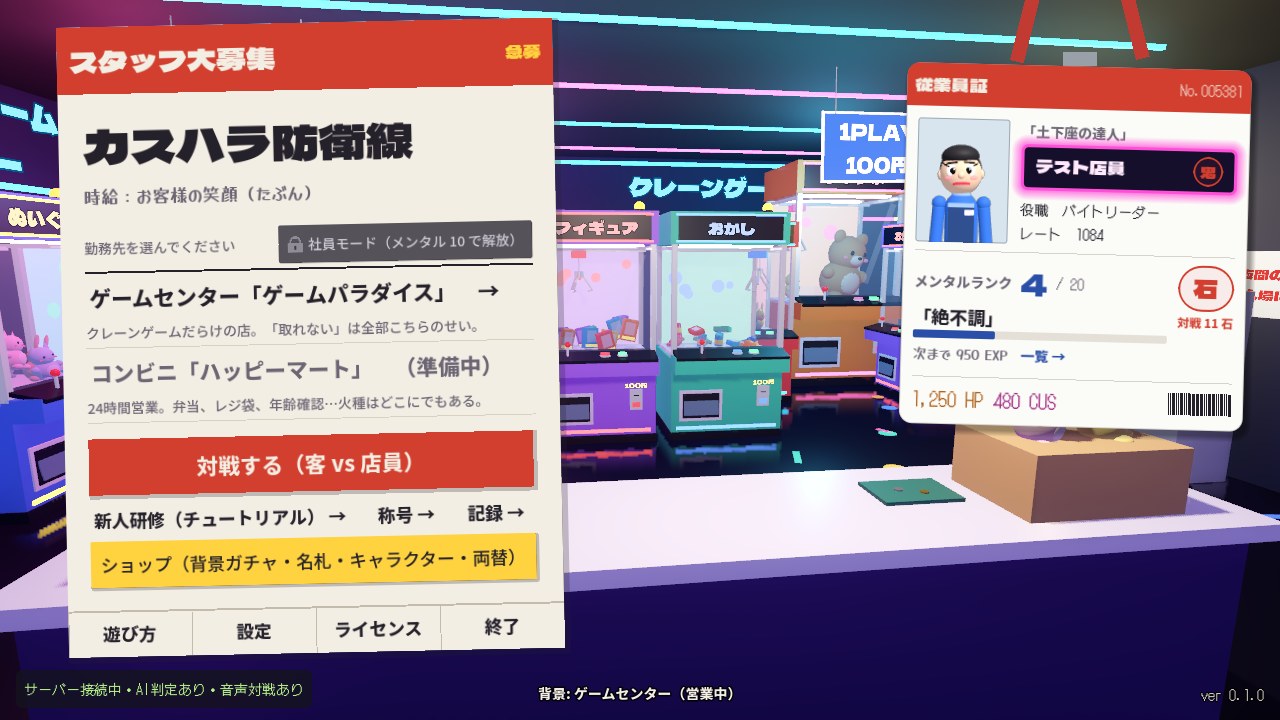 スタッフ大募集
急募
カスハラ防衛線
時給：お客様の笑顔（たぶん）
勤務先を選んでください
社員モード（メンタル 10 で解放）
ゲームセンター「ゲームパラダイス」 →
クレーンゲームだらけの店。「取れない」は全部こちらのせい。
コンビニ「ハッピーマート」 （準備中）
24時間営業。弁当、レジ袋、年齢確認…火種はどこにでもある。
対戦する（客 vs 店員）
新人研修（チュートリアル）→ 称号 → 記録 →
ショップ（背景ガチャ・名札・キャラクター・両替）
遊び方 設定 ライセンス 終了
サーバー接続中・AI判定あり・音声対戦あり
背景: ゲームセンター（営業中）
ver 0.1.0
ーム
ぬいぐ
クレーンゲー
フィギュア
おかし
100円
100円
1PLAY
100円
従業員証
No.005381
「土下座の達人」
テスト店員
役職 バイトリーダー
レート 1084
メンタルランク 4 / 20
「絶不調」
石
対戦 11 石
次まで 950 EXP 一覧 →
1,250 HP 480 CUS